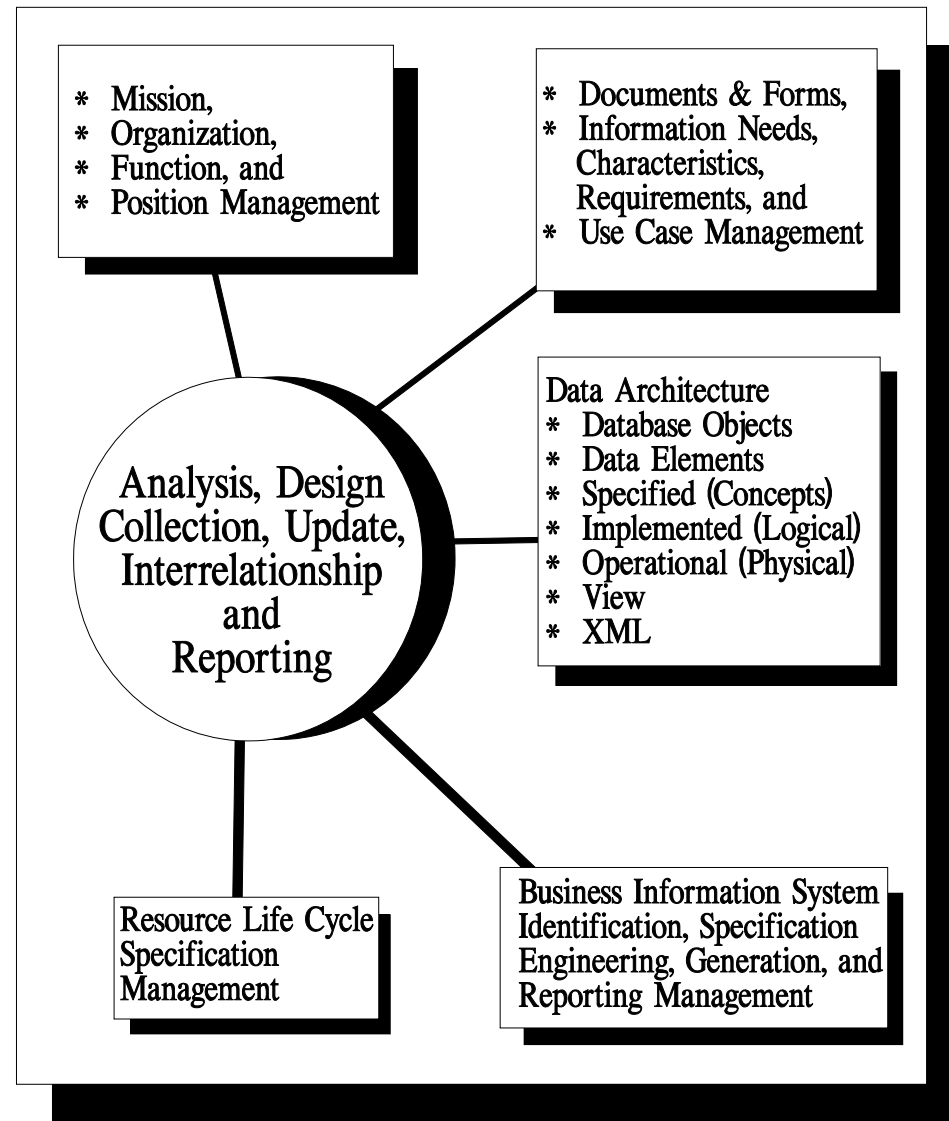 * Mission,
* Organization,
* Function, and
* Position Management
* Documents & Forms,
* Information Needs,
Characteristics,
Requirements, and
* Use Case Management
Data Architecture
* Database Objects
* Data Elements
* Specified (Concepts)
* Implemented (Logical)
* Operational (Physical)
* View
* XML
Analysis, Design
Collection, Update,
Interrelationship
and
Reporting
Resource Life Cycle
Specification
Management
Business Information System
Identification, Specification
Engineering, Generation, and
Reporting Management